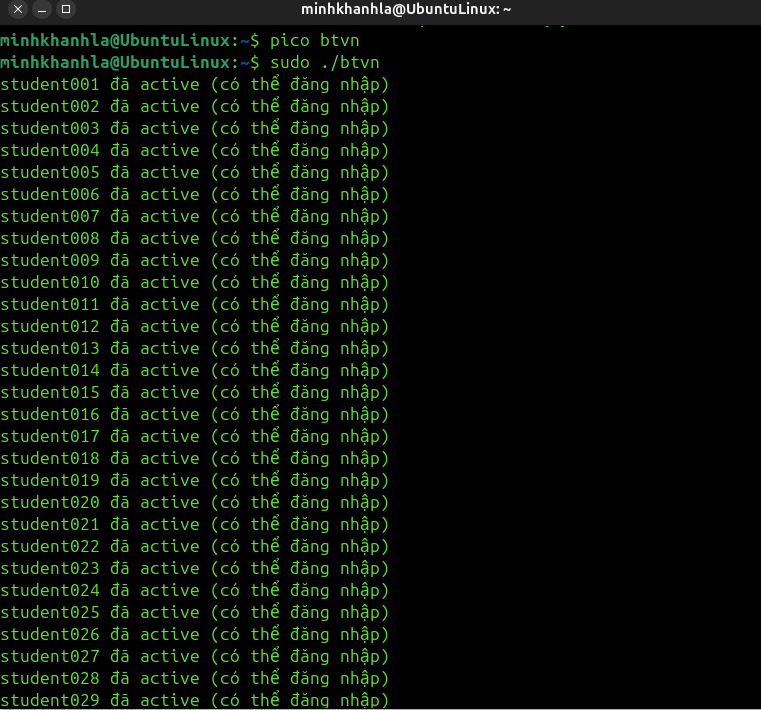 minhkhanhla@UbuntuLinux: ~
minhkhanhla@UbuntuLinux:~$ pico btvn
minhkhanhla@UbuntuLinux:~$ sudo ./btvn
student001 đã active (có thể đăng nhập)
student002 đã active (có thể đăng nhập)
student003 đã active (có thể đăng nhập)
student004 đã active (có thể đăng nhập)
student005 đã active (có thể đăng nhập)
student006 đã active (có thể đăng nhập)
student007 đã active (có thể đăng nhập)
student008 đã active (có thể đăng nhập)
student009 đã active (có thể đăng nhập)
student010 đã active (có thể đăng nhập)
student011 đã active (có thể đăng nhập)
student012 đã active (có thể đăng nhập)
student013 đã active (có thể đăng nhập)
student014 đã active (có thể đăng nhập)
student015 đã active (có thể đăng nhập)
student016 đã active (có thể đăng nhập)
student017 đã active (có thể đăng nhập)
student018 đã active (có thể đăng nhập)
student019 đã active (có thể đăng nhập)
student020 đã active (có thể đăng nhập)
student021 đã active (có thể đăng nhập)
student022 đã active (có thể đăng nhập)
student023 đã active (có thể đăng nhập)
student024 đã active (có thể đăng nhập)
student025 đã active (có thể đăng nhập)
student026 đã active (có thể đăng nhập)
student027 đã active (có thể đăng nhập)
student028 đã active (có thể đăng nhập)
student029 đã active (có thể đăng nhập)